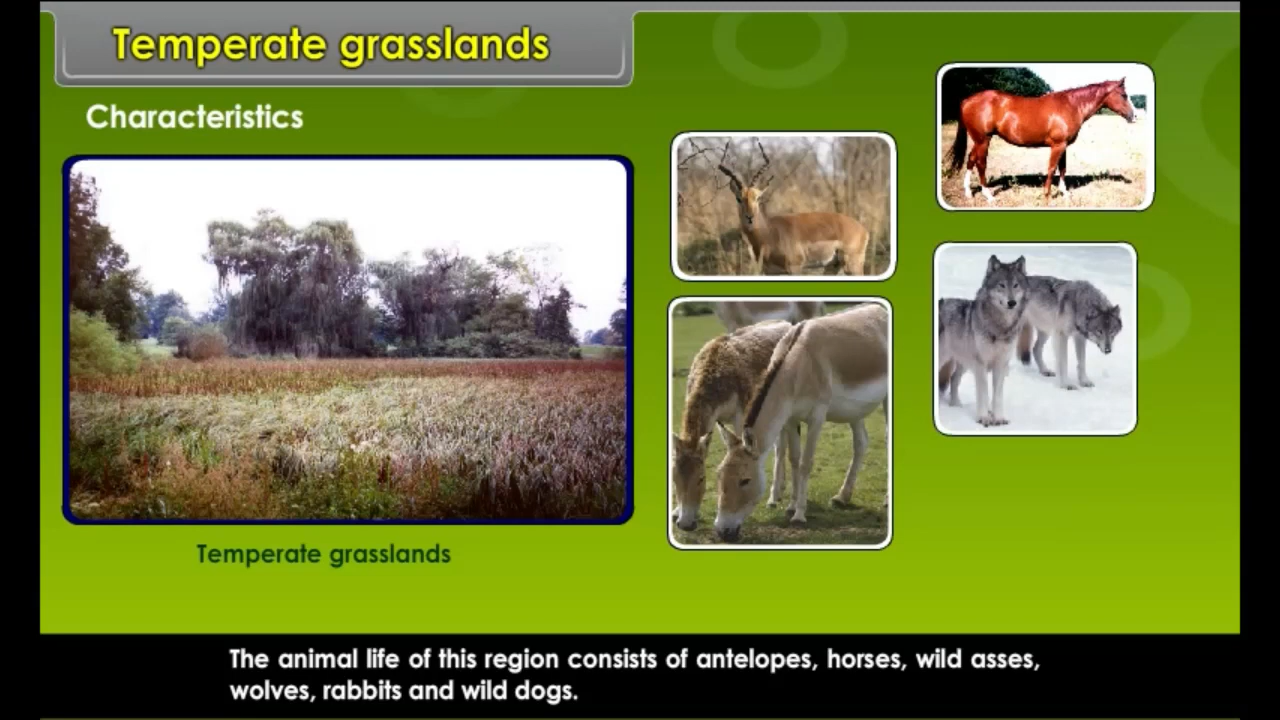 Temperate grasslands
Characteristics
Temperate grasslands
The animal life of this region consists of antelopes, horses, wild asses,
wolves, rabbits and wild dogs.